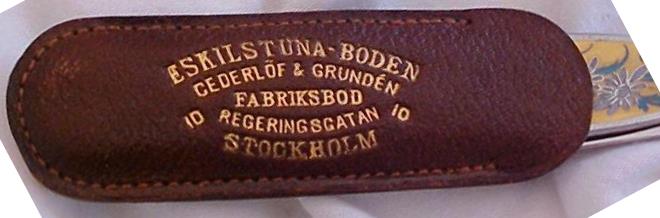 ESKILSTUNA-BODEN
CEDERLÖF & GRUNDÉN
FABRIKSBOD
10 REGERINGSGATAN 10
STOCKHOLM